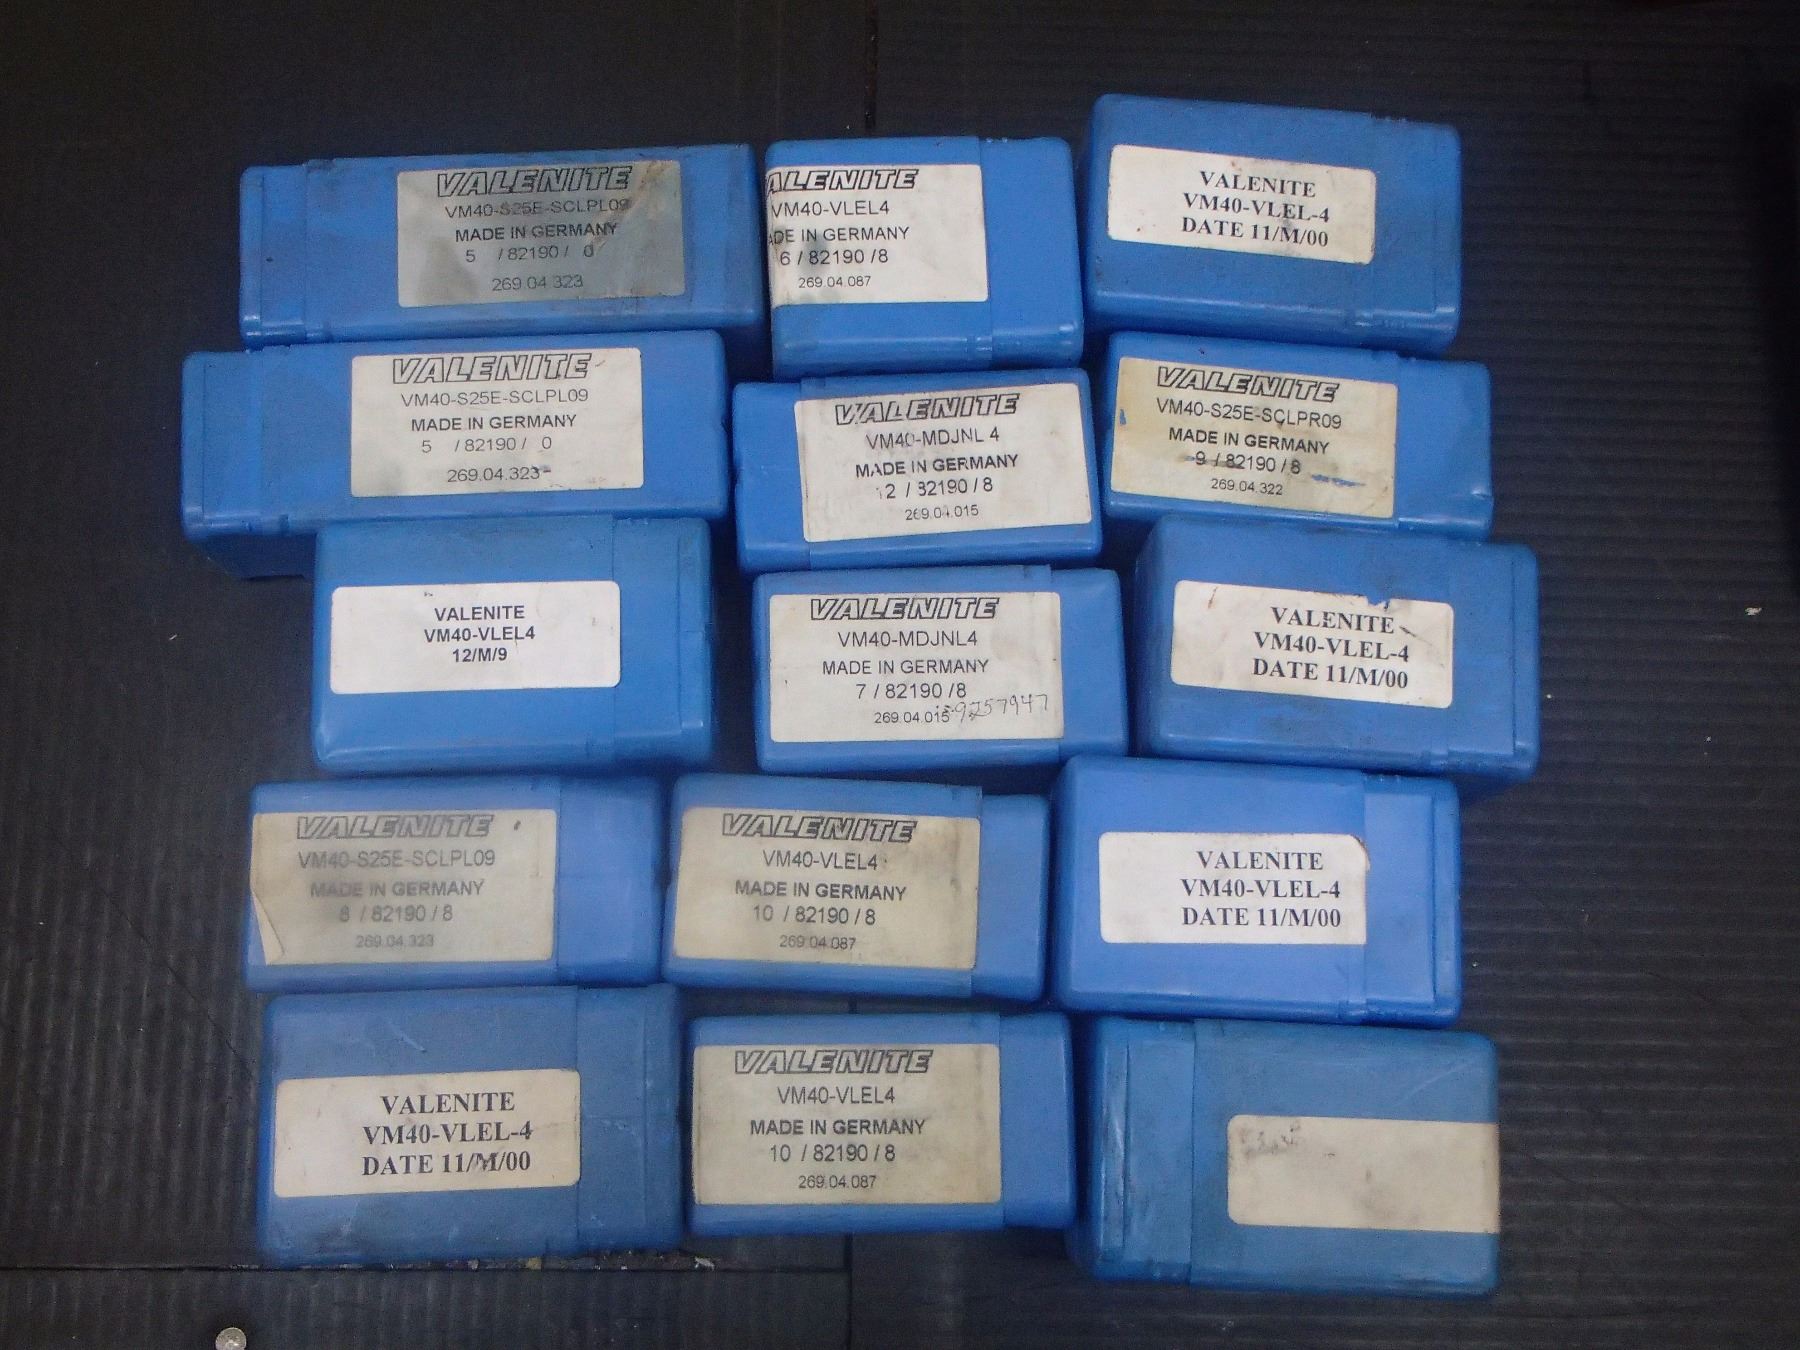 VALENITE
VM40-S25E-SCLPL09
MADE IN GERMANY
5 / 82190 / 0
269.04.323
ALENITE
VM40-VLEL4
ADE IN GERMANY
6 / 82190 / 8
269.04.087
VALENITE
VM40-VLEL-4
DATE 11/M/00
VALENITE
VM40-S25E-SCLPL09
MADE IN GERMANY
5 / 82190 / 0
269.04.323
VALENITE
VM40-MDJNL 4
MADE IN GERMANY
12 / 82190 / 8
269.04.015
VALENITE
VM40-S25E-SCLPR09
MADE IN GERMANY
9 / 82190 / 8
269.04.322
VALENITE
VM40-VLEL4
12/M/9
VALENITE
VM40-MDJNL4
MADE IN GERMANY
7 / 82190 / 8
269.04.015 9257947
VALENITE
VM40-VLEL-4
DATE 11/M/00
VALENITE
VM40-S25E-SCLPL09
MADE IN GERMANY
8 / 82190 / 8
269.04.323
VALENITE
VM40-VLEL4
MADE IN GERMANY
10 / 82190 / 8
269.04.087
VALENITE
VM40-VLEL-4
DATE 11/M/00
VALENITE
VM40-VLEL-4
DATE 11/M/00
VALENITE
VM40-VLEL4
MADE IN GERMANY
10 / 82190 / 8
269.04.087